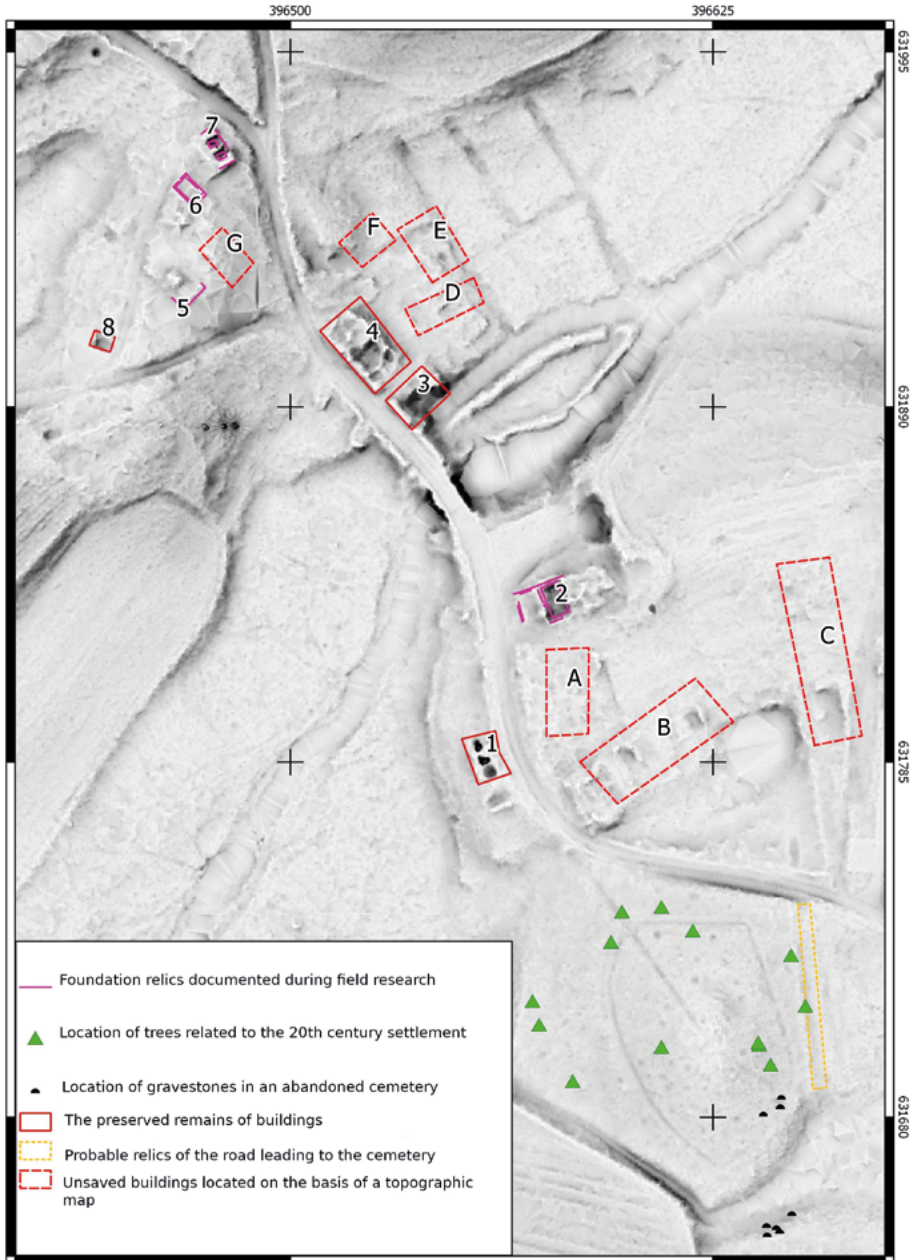 396500
396625
631995
7
6
G
F
E
D
5
8
4
3
631890
2
C
A
B
1
631785
Foundation relics documented during field research
Location of trees related to the 20th century settlement
Location of gravestones in an abandoned cemetery
The preserved remains of buildings
Probable relics of the road leading to the cemetery
Unsaved buildings located on the basis of a topographic
map
631680